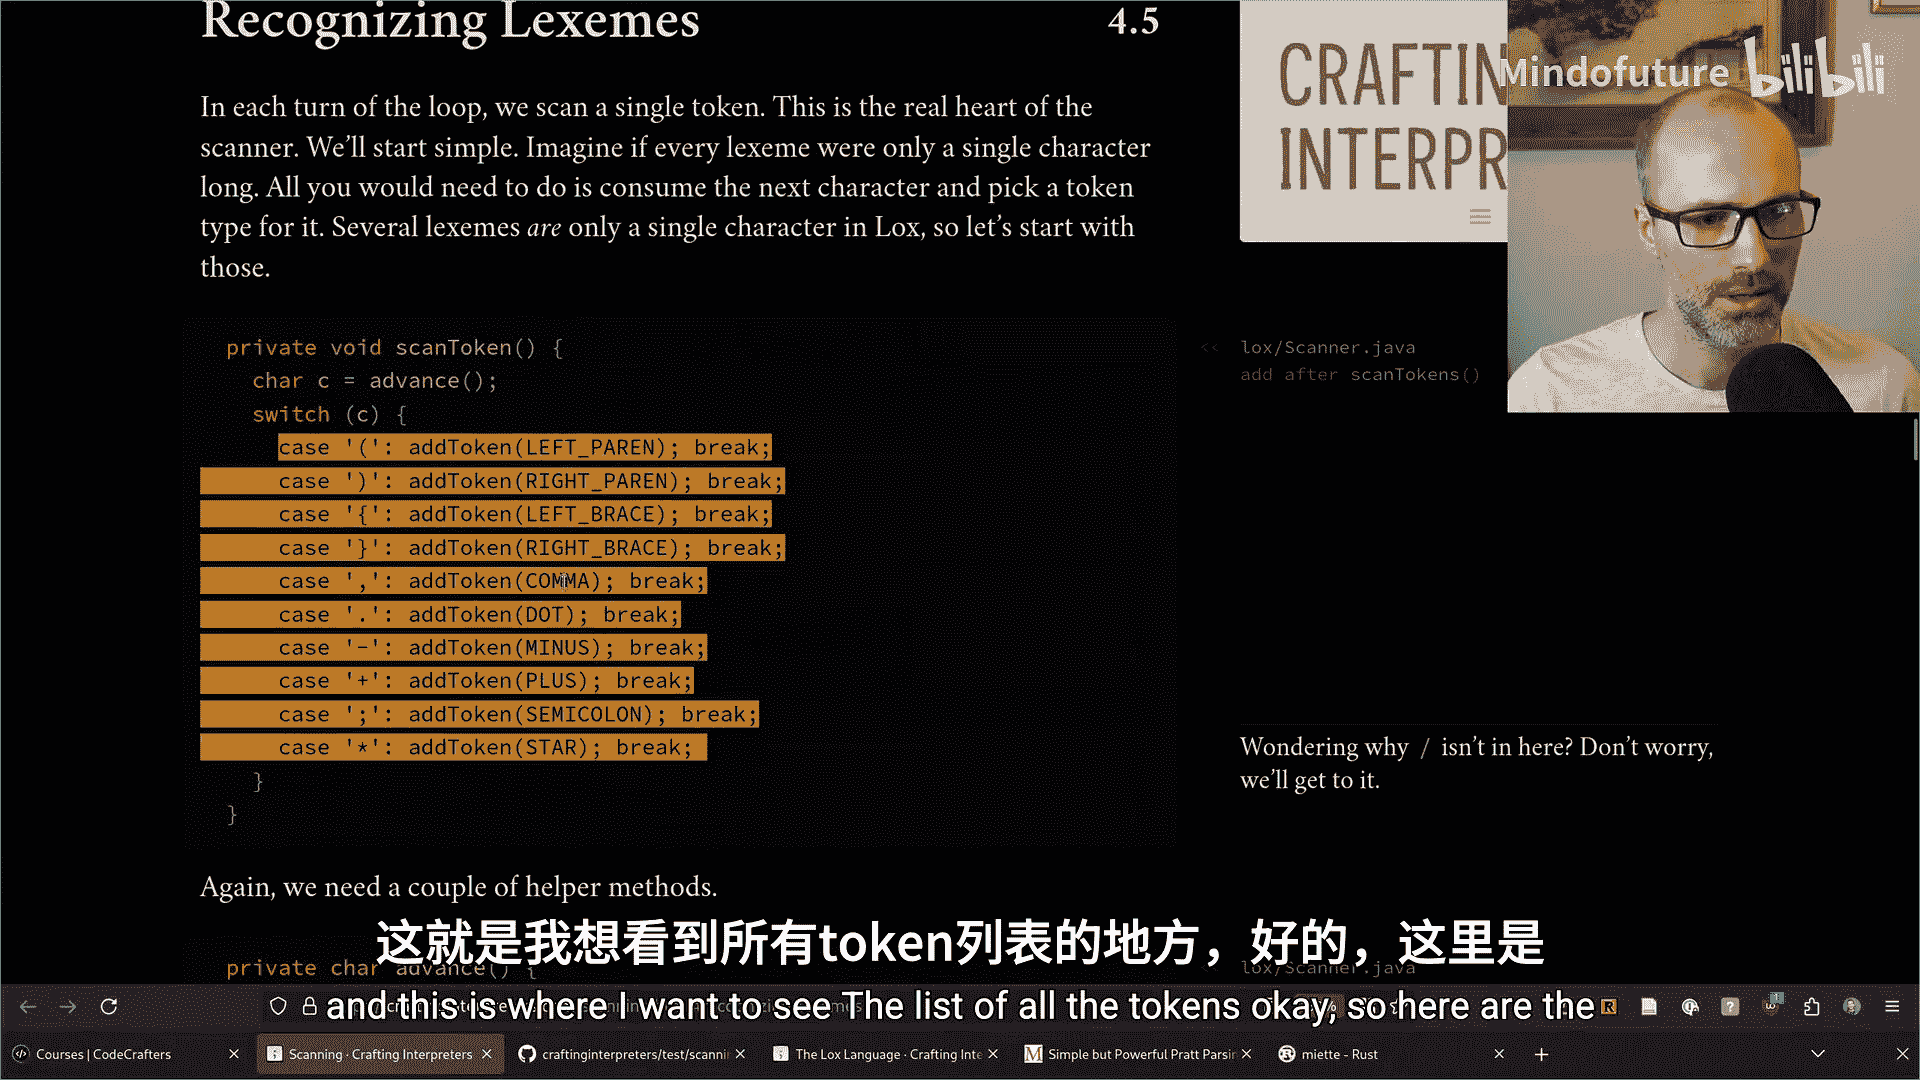 Recognizing Lexemes
4.5
In each turn of the loop, we scan a single token. This is the real heart of the
scanner. We’ll start simple. Imagine if every lexeme were only a single character
long. All you would need to do is consume the next character and pick a token
type for it. Several lexemes are only a single character in Lox, so let’s start with
those.
CRAFTIN
INTERPR
Mindofuture bilibili
private void scanToken() {
char c = advance();
switch (c) {
case '(': addToken(LEFT_PAREN); break;
case ')': addToken(RIGHT_PAREN); break;
case '{': addToken(LEFT_BRACE); break;
case '}': addToken(RIGHT_BRACE); break;
case ',': addToken(COMMA); break;
case '.': addToken(DOT); break;
case '-': addToken(MINUS); break;
case '+': addToken(PLUS); break;
case ';': addToken(SEMICOLON); break;
case '*': addToken(STAR); break;
}
}
<< lox/Scanner.java
add after scanTokens()
Wondering why / isn’t in here? Don’t worry,
we’ll get to it.
Again, we need a couple of helper methods.
private char advance() {
lox/Scanner.java
这就是我想看到所有token列表的地方，好的，这里是
and this is where I want to see The list of all the tokens okay, so here are the
Courses | CodeCrafters
Scanning · Crafting Interpreters
craftinginterpreters/test/scanni
The Lox Language · Crafting Inte
Simple but Powerful Pratt Parsin
miette - Rust